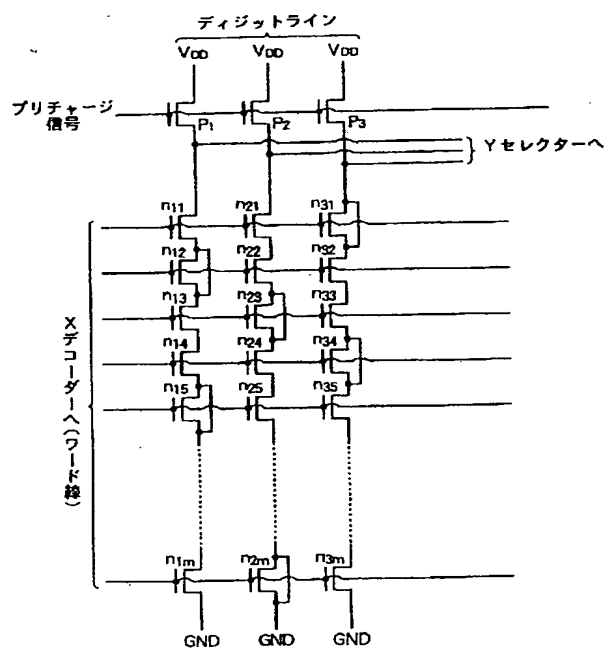 ディジットライン
VDD VDD VDD
プリチャージ
信号
P1 P2 P3
Yセレクターへ
n11 n21 n31
n12 n22 n32
n13 n23 n33
n14 n24 n34
n15 n25 n35
Xデコーダーへ(ワード線)
n1m n2m n3m
GND GND GND